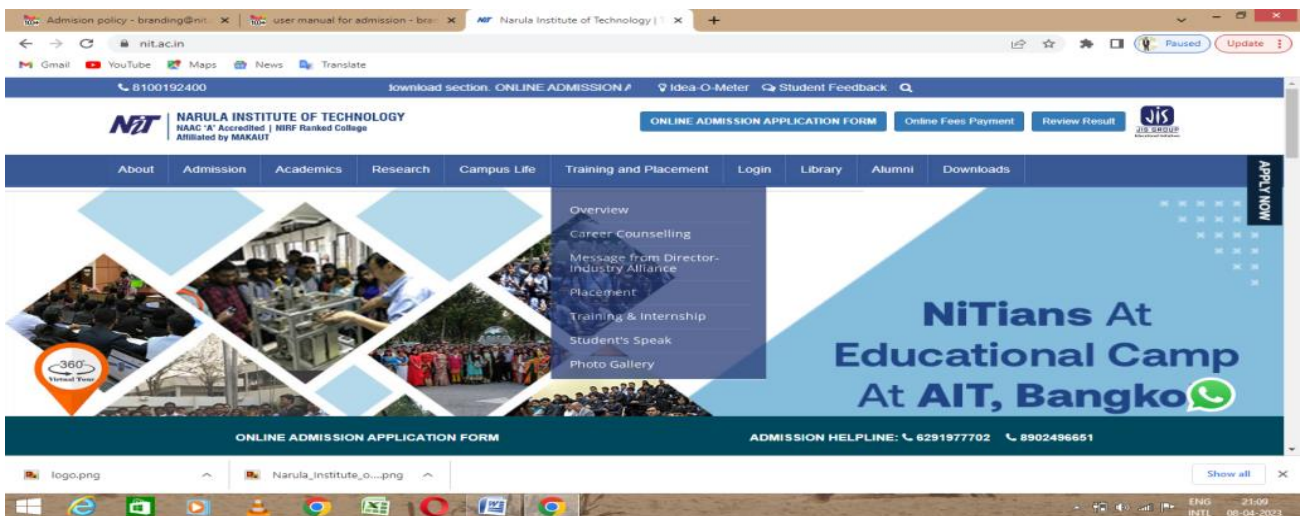 Admision policy - branding@nit.
user manual for admission - bran
Narula Institute of Technology |
nit.ac.in
Paused
Update
Gmail
YouTube
Maps
News
Translate
8100192400
download section. ONLINE ADMISSION
Idea-O-Meter
Student Feedback
NiT
NARULA INSTITUTE OF TECHNOLOGY
NAAC 'A' Accredited | NIRF Ranked College
Affiliated by MAKAUT
ONLINE ADMISSION APPLICATION FORM
Online Fees Payment
Review Result
JIS
JIS GROUP
About
Admission
Academics
Research
Campus Life
Training and Placement
Login
Library
Alumni
Downloads
APPLY NOW
Overview
Career Counselling
Message from Director-
Industry Alliance
Placement
Training & Internship
Student's Speak
Photo Gallery
NiTians At
Educational Camp
At AIT, Bangko
360°
Virtual Tour
ONLINE ADMISSION APPLICATION FORM
ADMISSION HELPLINE: 6291977702 8902496651
logo.png
Narula_Institute_o....png
Show all
ENG
INTL
21:09
08-04-2023